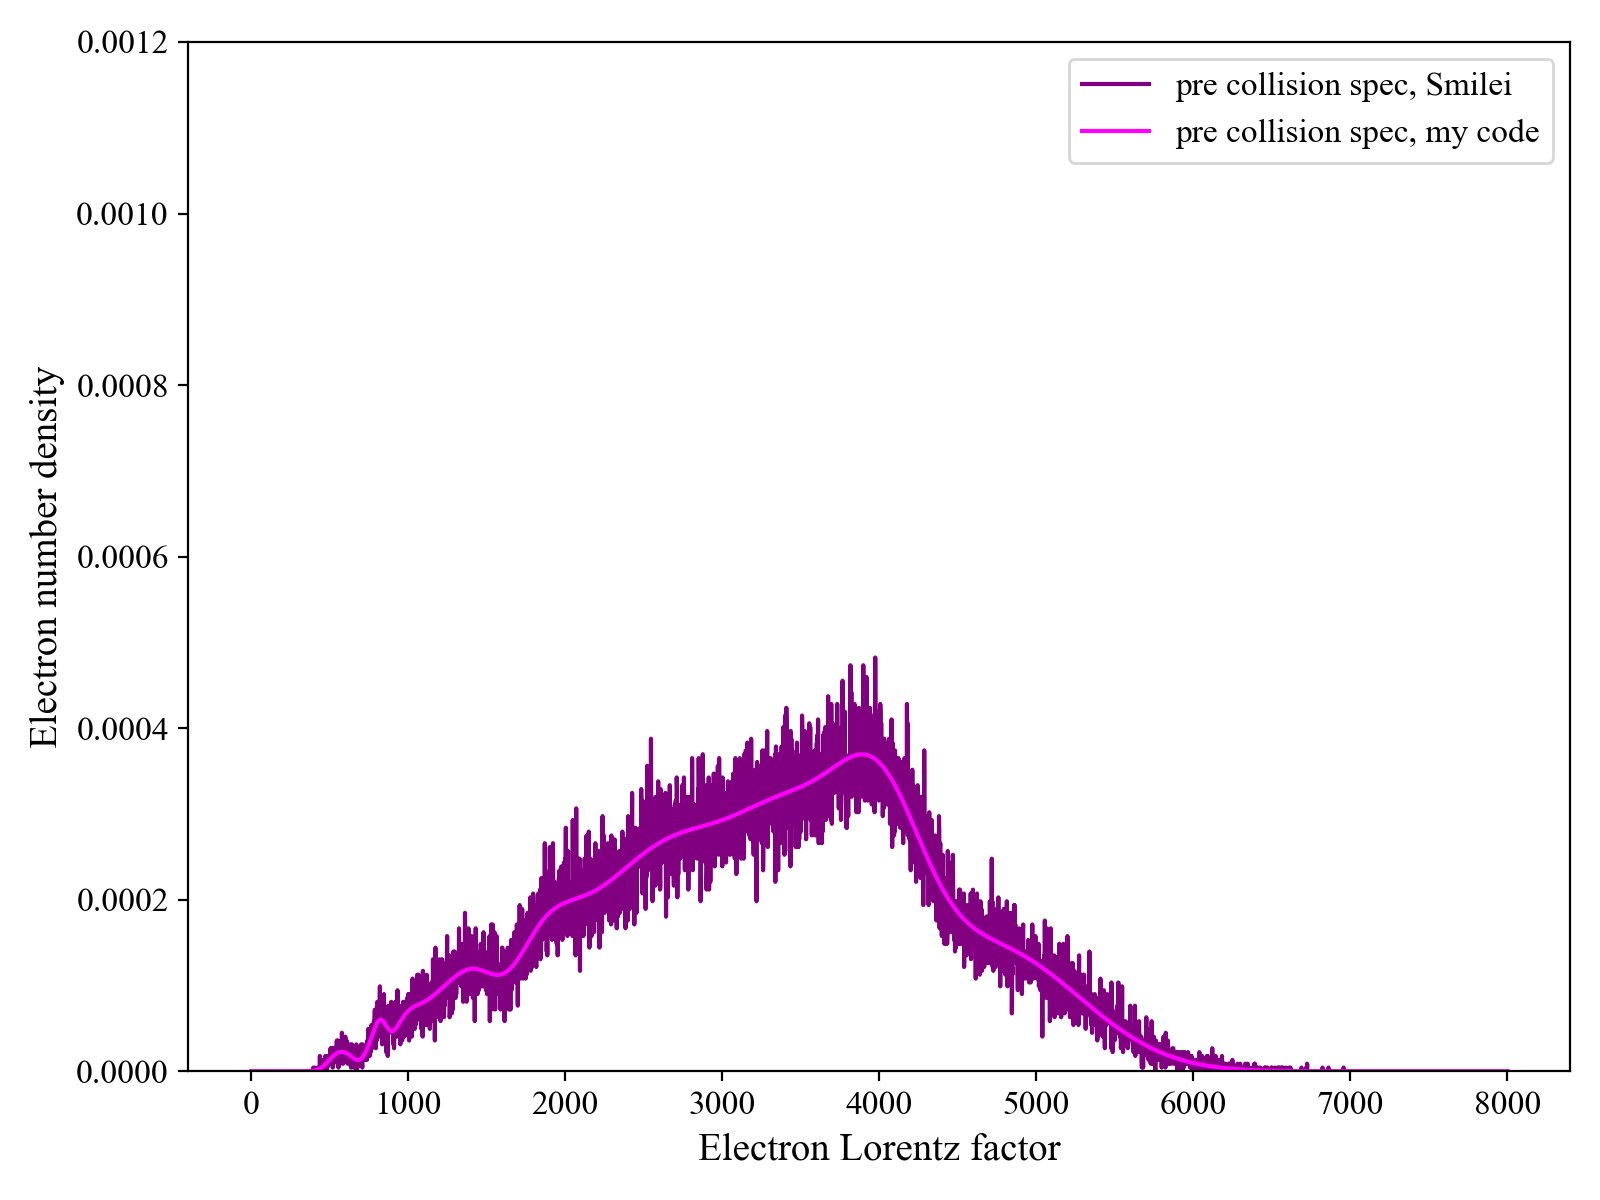 0.0012
pre collision spec, Smilei
pre collision spec, my code
0.0010
0.0008
0.0006
0.0004
0.0002
0.0000
Electron number density
0 1000 2000 3000 4000 5000 6000 7000 8000
Electron Lorentz factor